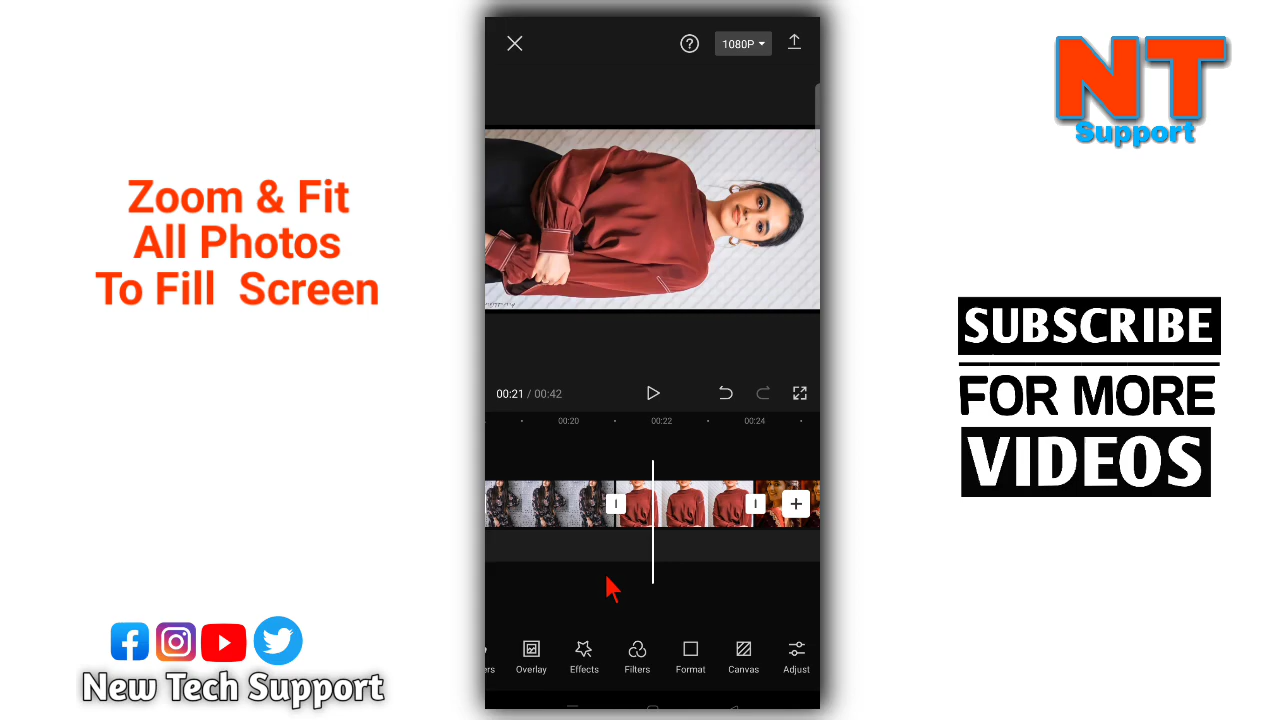 Zoom & Fit
All Photos
To Fill Screen
New Tech Support
1080P
00:21 / 00:42
00:20
00:22
00:24
ers
Overlay
Effects
Filters
Format
Canvas
Adjust
NT
Support
SUBSCRIBE
FOR MORE
VIDEOS